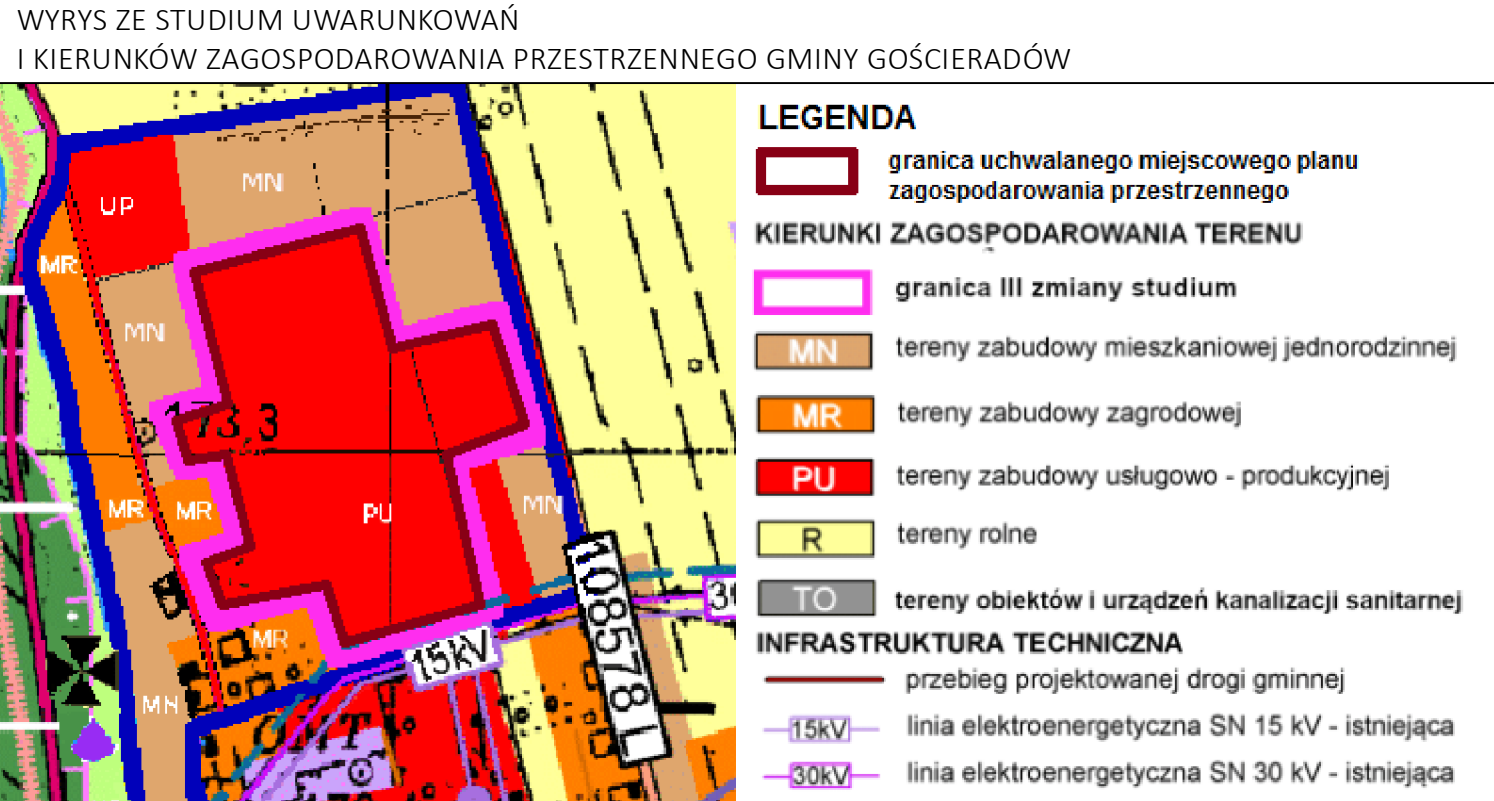 WYRYS ZE STUDIUM UWARUNKOWAŃ
I KIERUNKÓW ZAGOSPODAROWANIA PRZESTRZENNEGO GMINY GOŚCIERADÓW
UP
MN
MR
MN
173,3
MR
MR
PU
MN
MR
MN
15kV
30
108578L
LEGENDA
granica uchwalanego miejscowego planu
zagospodarowania przestrzennego
KIERUNKI ZAGOSPODAROWANIA TERENU
granica III zmiany studium
MN tereny zabudowy mieszkaniowej jednorodzinnej
MR tereny zabudowy zagrodowej
PU tereny zabudowy usługowo - produkcyjnej
R tereny rolne
TO tereny obiektów i urządzeń kanalizacji sanitarnej
INFRASTRUKTURA TECHNICZNA
przebieg projektowanej drogi gminnej
15kV linia elektroenergetyczna SN 15 kV - istniejąca
30kV linia elektroenergetyczna SN 30 kV - istniejąca